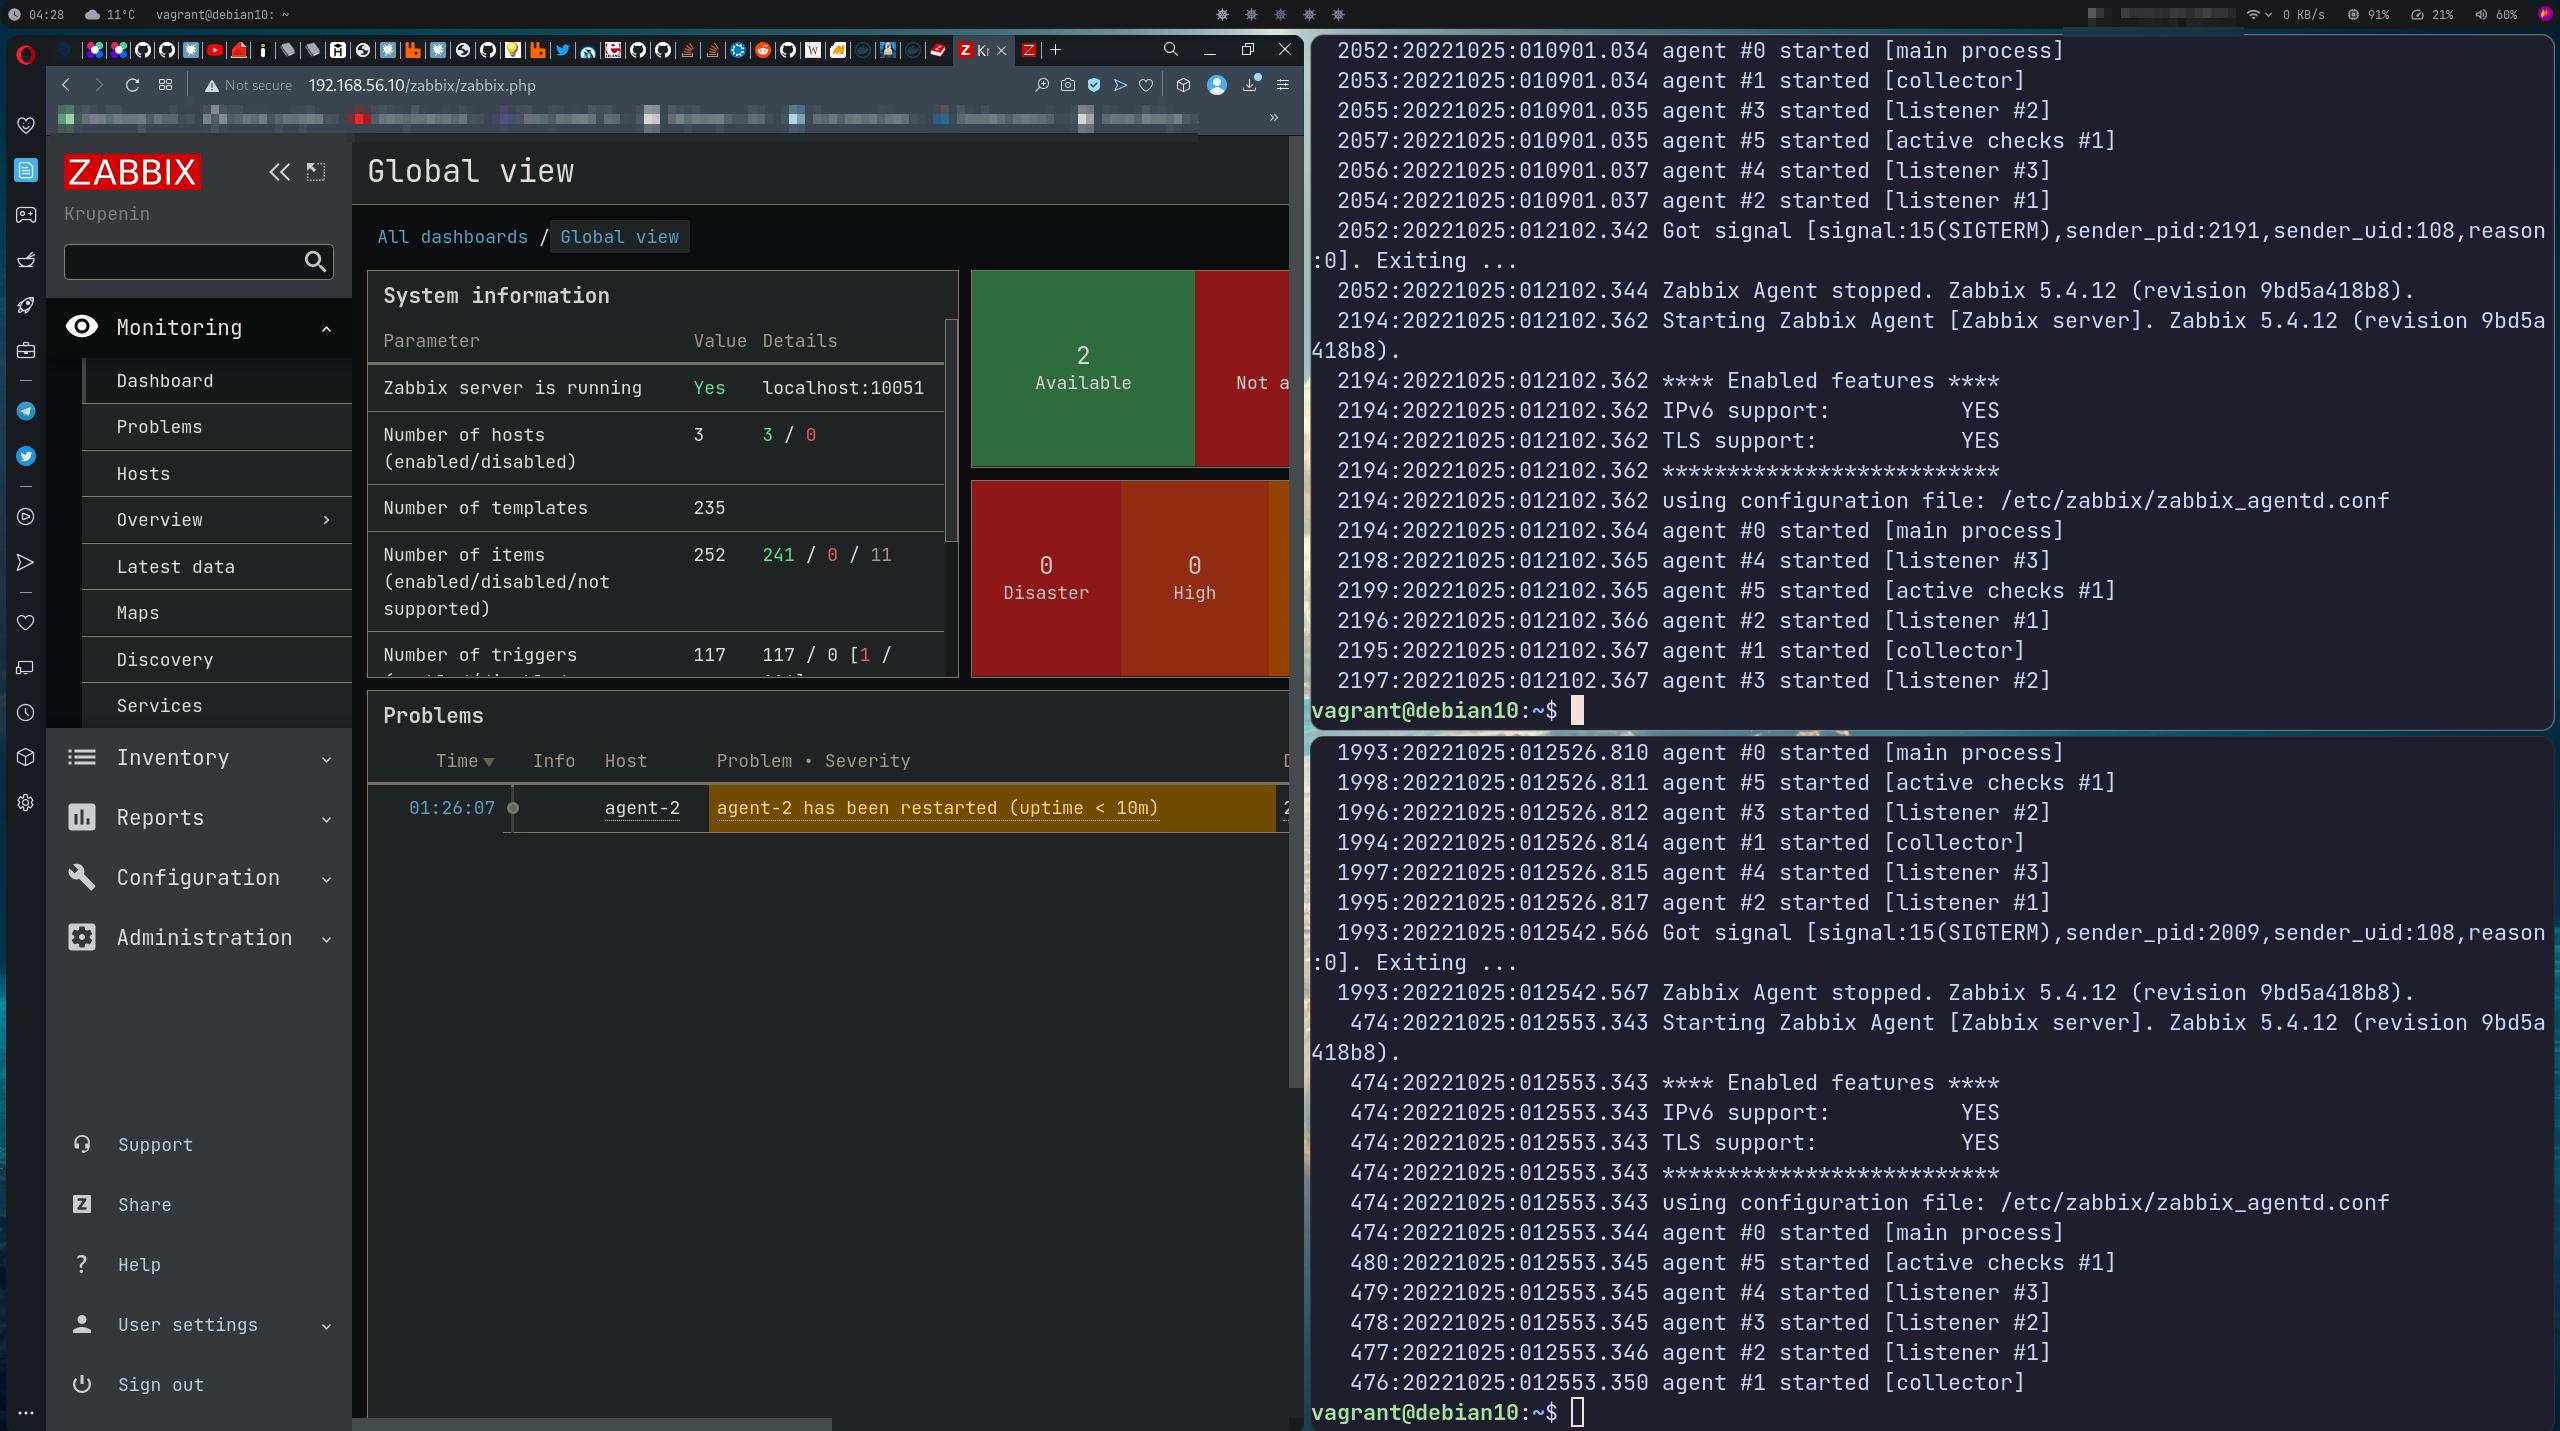 04:28 11°C vagrant@debian10: ~
0 KB/s 91% 21% 60%
Not secure 192.168.56.10/zabbix/zabbix.php
»
ZABBIX
Krupenin
Monitoring
Dashboard
Problems
Hosts
Overview
Latest data
Maps
Discovery
Services
Inventory
Reports
Configuration
Administration
Support
Share
Help
User settings
Sign out
Global view
All dashboards / Global view
System information
Parameter Value Details
Zabbix server is running Yes localhost:10051
Number of hosts 3 3 / 0
(enabled/disabled)
Number of templates 235
Number of items 252 241 / 0 / 11
(enabled/disabled/not
supported)
Number of triggers 117 117 / 0 [1 /
2
Available
Not a
0
Disaster
0
High
Problems
Time Info Host Problem • Severity
01:26:07 agent-2 agent-2 has been restarted (uptime < 10m)
2052:20221025:010901.034 agent #0 started [main process]
2053:20221025:010901.034 agent #1 started [collector]
2055:20221025:010901.035 agent #3 started [listener #2]
2057:20221025:010901.035 agent #5 started [active checks #1]
2056:20221025:010901.037 agent #4 started [listener #3]
2054:20221025:010901.037 agent #2 started [listener #1]
2052:20221025:012102.342 Got signal [signal:15(SIGTERM),sender_pid:2191,sender_uid:108,reason
:0]. Exiting ...
2052:20221025:012102.344 Zabbix Agent stopped. Zabbix 5.4.12 (revision 9bd5a418b8).
2194:20221025:012102.362 Starting Zabbix Agent [Zabbix server]. Zabbix 5.4.12 (revision 9bd5a
418b8).
2194:20221025:012102.362 **** Enabled features ****
2194:20221025:012102.362 IPv6 support: YES
2194:20221025:012102.362 TLS support: YES
2194:20221025:012102.362 **************************
2194:20221025:012102.362 using configuration file: /etc/zabbix/zabbix_agentd.conf
2194:20221025:012102.364 agent #0 started [main process]
2198:20221025:012102.365 agent #4 started [listener #3]
2199:20221025:012102.365 agent #5 started [active checks #1]
2196:20221025:012102.366 agent #2 started [listener #1]
2195:20221025:012102.367 agent #1 started [collector]
2197:20221025:012102.367 agent #3 started [listener #2]
vagrant@debian10:~$
1993:20221025:012526.810 agent #0 started [main process]
1998:20221025:012526.811 agent #5 started [active checks #1]
1996:20221025:012526.812 agent #3 started [listener #2]
1994:20221025:012526.814 agent #1 started [collector]
1997:20221025:012526.815 agent #4 started [listener #3]
1995:20221025:012526.817 agent #2 started [listener #1]
1993:20221025:012542.566 Got signal [signal:15(SIGTERM),sender_pid:2009,sender_uid:108,reason
:0]. Exiting ...
1993:20221025:012542.567 Zabbix Agent stopped. Zabbix 5.4.12 (revision 9bd5a418b8).
474:20221025:012553.343 Starting Zabbix Agent [Zabbix server]. Zabbix 5.4.12 (revision 9bd5a
418b8).
474:20221025:012553.343 **** Enabled features ****
474:20221025:012553.343 IPv6 support: YES
474:20221025:012553.343 TLS support: YES
474:20221025:012553.343 **************************
474:20221025:012553.343 using configuration file: /etc/zabbix/zabbix_agentd.conf
474:20221025:012553.344 agent #0 started [main process]
480:20221025:012553.345 agent #5 started [active checks #1]
479:20221025:012553.345 agent #4 started [listener #3]
478:20221025:012553.345 agent #3 started [listener #2]
477:20221025:012553.346 agent #2 started [listener #1]
476:20221025:012553.350 agent #1 started [collector]
vagrant@debian10:~$